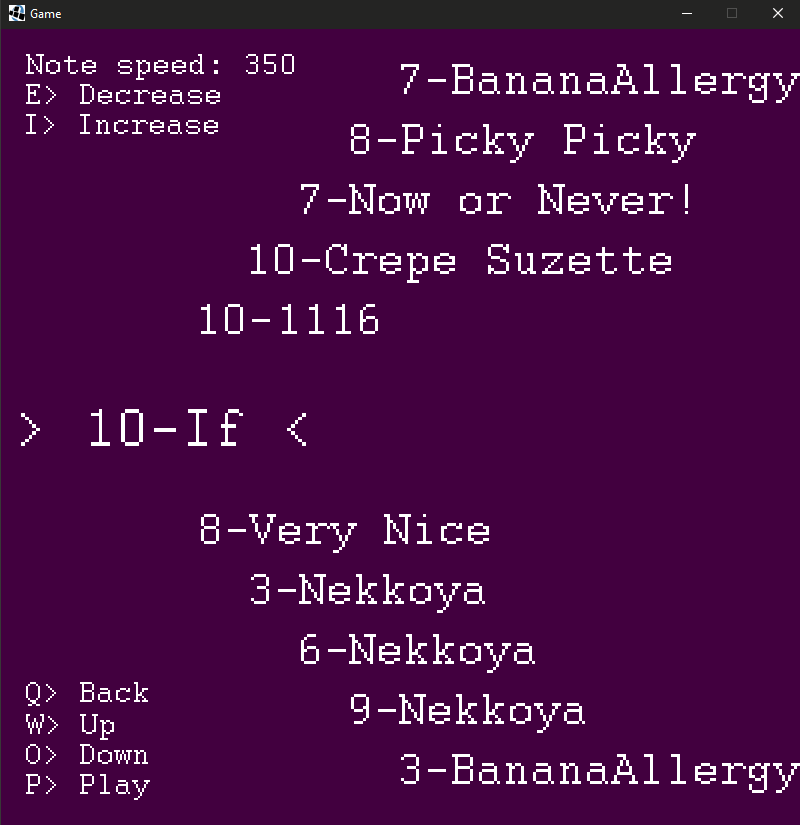 Game
Note speed: 350
E> Decrease
I> Increase
7-BananaAllergy
8-Picky Picky
7-Now or Never!
10-Crepe Suzette
10-1116
> 10-If <
8-Very Nice
3-Nekkoya
6-Nekkoya
9-Nekkoya
3-BananaAllergy
Q> Back
W> Up
O> Down
P> Play